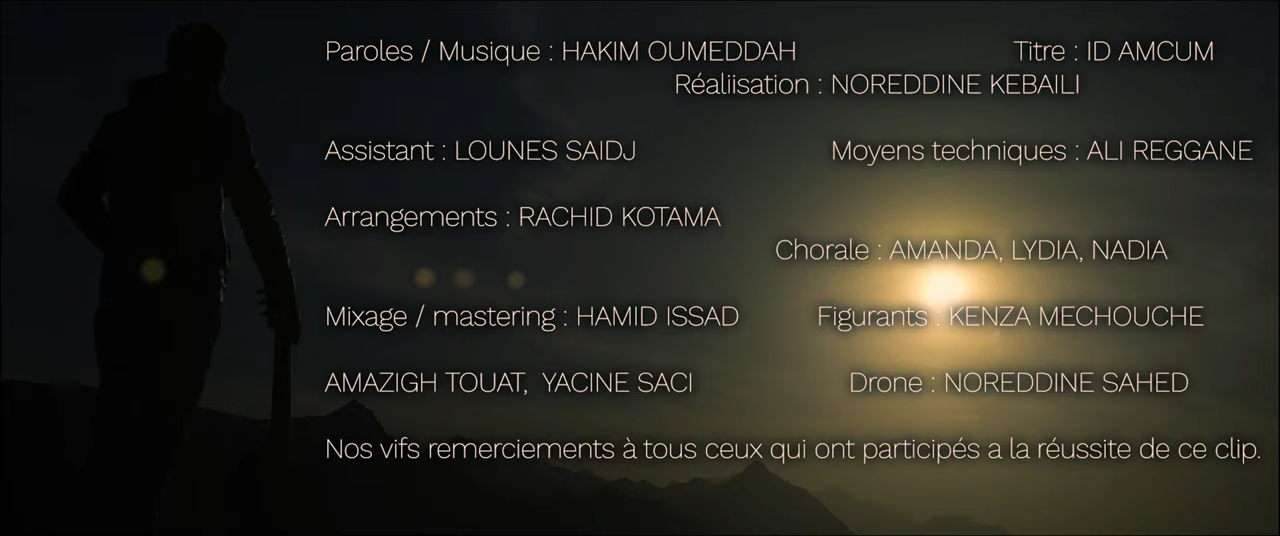 Paroles / Musique : HAKIM OUMEDDAH Titre : ID AMCUM
Réaliisation : NOREDDINE KEBAILI
Assistant : LOUNES SAIDJ Moyens techniques : ALI REGGANE
Arrangements : RACHID KOTAMA
Chorale : AMANDA, LYDIA, NADIA
Mixage / mastering : HAMID ISSAD Figurants : KENZA MECHOUCHE
AMAZIGH TOUAT, YACINE SACI Drone : NOREDDINE SAHED
Nos vifs remerciements à tous ceux qui ont participés a la réussite de ce clip.